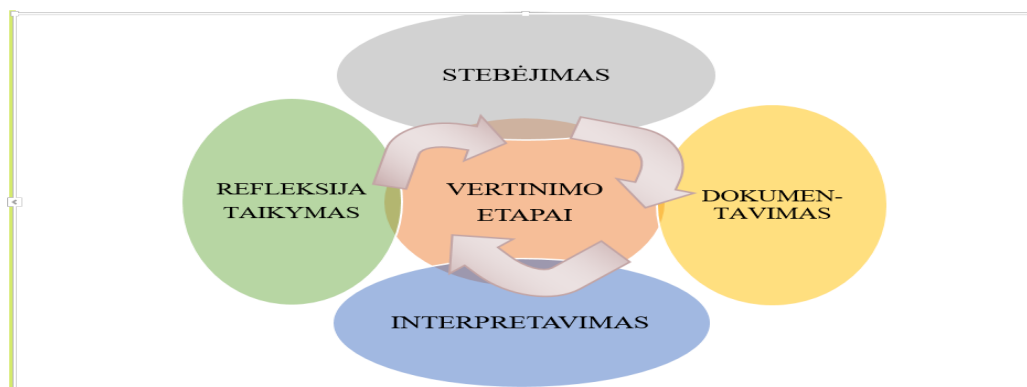 STEBĖJIMAS
REFLEKSIJA
TAIKYMAS
VERTINIMO
ETAPAI
DOKUMEN-
TAVIMAS
INTERPRETAVIMAS